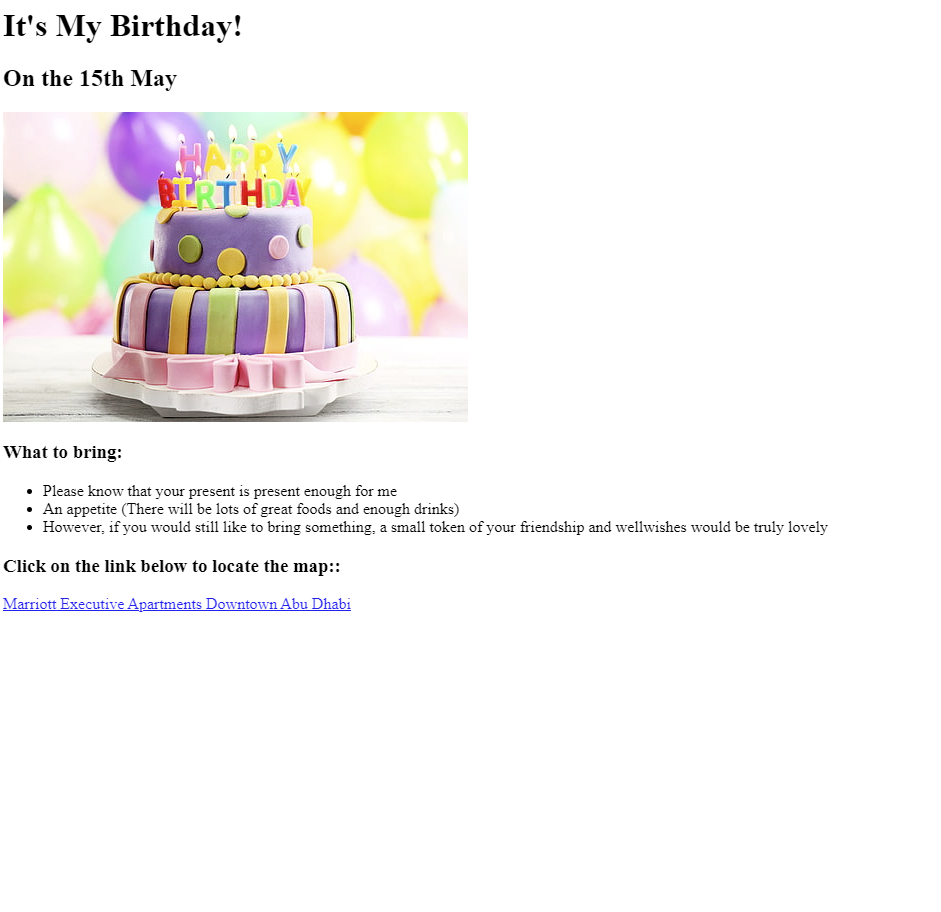 It's My Birthday!
On the 15th May
HAPPY
BIRTHDAY
What to bring:
Please know that your present is present enough for me
An appetite (There will be lots of great foods and enough drinks)
However, if you would still like to bring something, a small token of your friendship and wellwishes would be truly lovely
Click on the link below to locate the map::
Marriott Executive Apartments Downtown Abu Dhabi